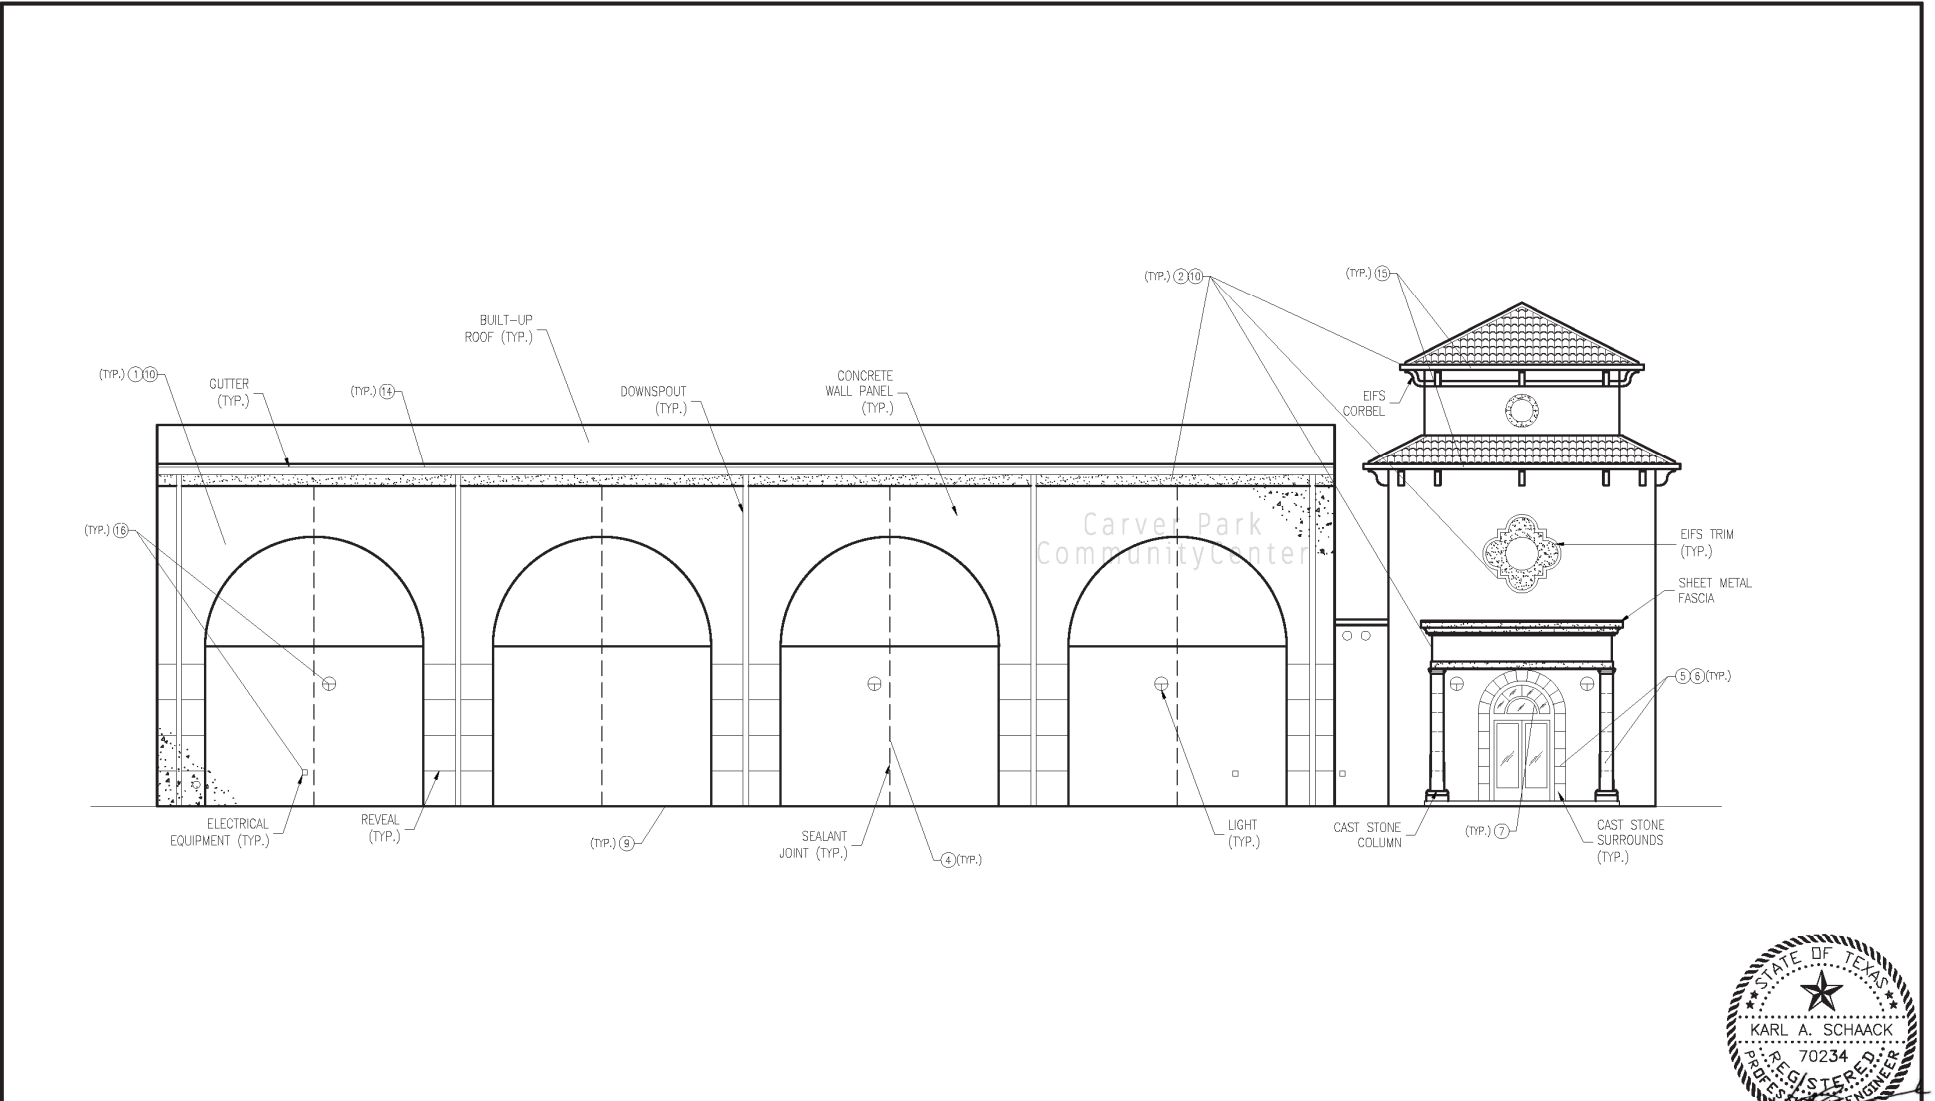 (TYP.) 2 10
(TYP.) 15
BUILT-UP
ROOF (TYP.)
(TYP.) 1 10
GUTTER
(TYP.)
(TYP.) 14
DOWNSPOUT
(TYP.)
CONCRETE
WALL PANEL
(TYP.)
EIFS
CORBEL
(TYP.) 16
Carver Park
CommunityCenter
EIFS TRIM
(TYP.)
SHEET METAL
FASCIA
5 6 (TYP.)
ELECTRICAL
EQUIPMENT (TYP.)
REVEAL
(TYP.)
(TYP.) 9
SEALANT
JOINT (TYP.)
4 (TYP.)
LIGHT
(TYP.)
CAST STONE
COLUMN
(TYP.) 7
CAST STONE
SURROUNDS
(TYP.)
STATE OF TEXAS
KARL A. SCHAACK
70234
REGISTERED
ENGINEER